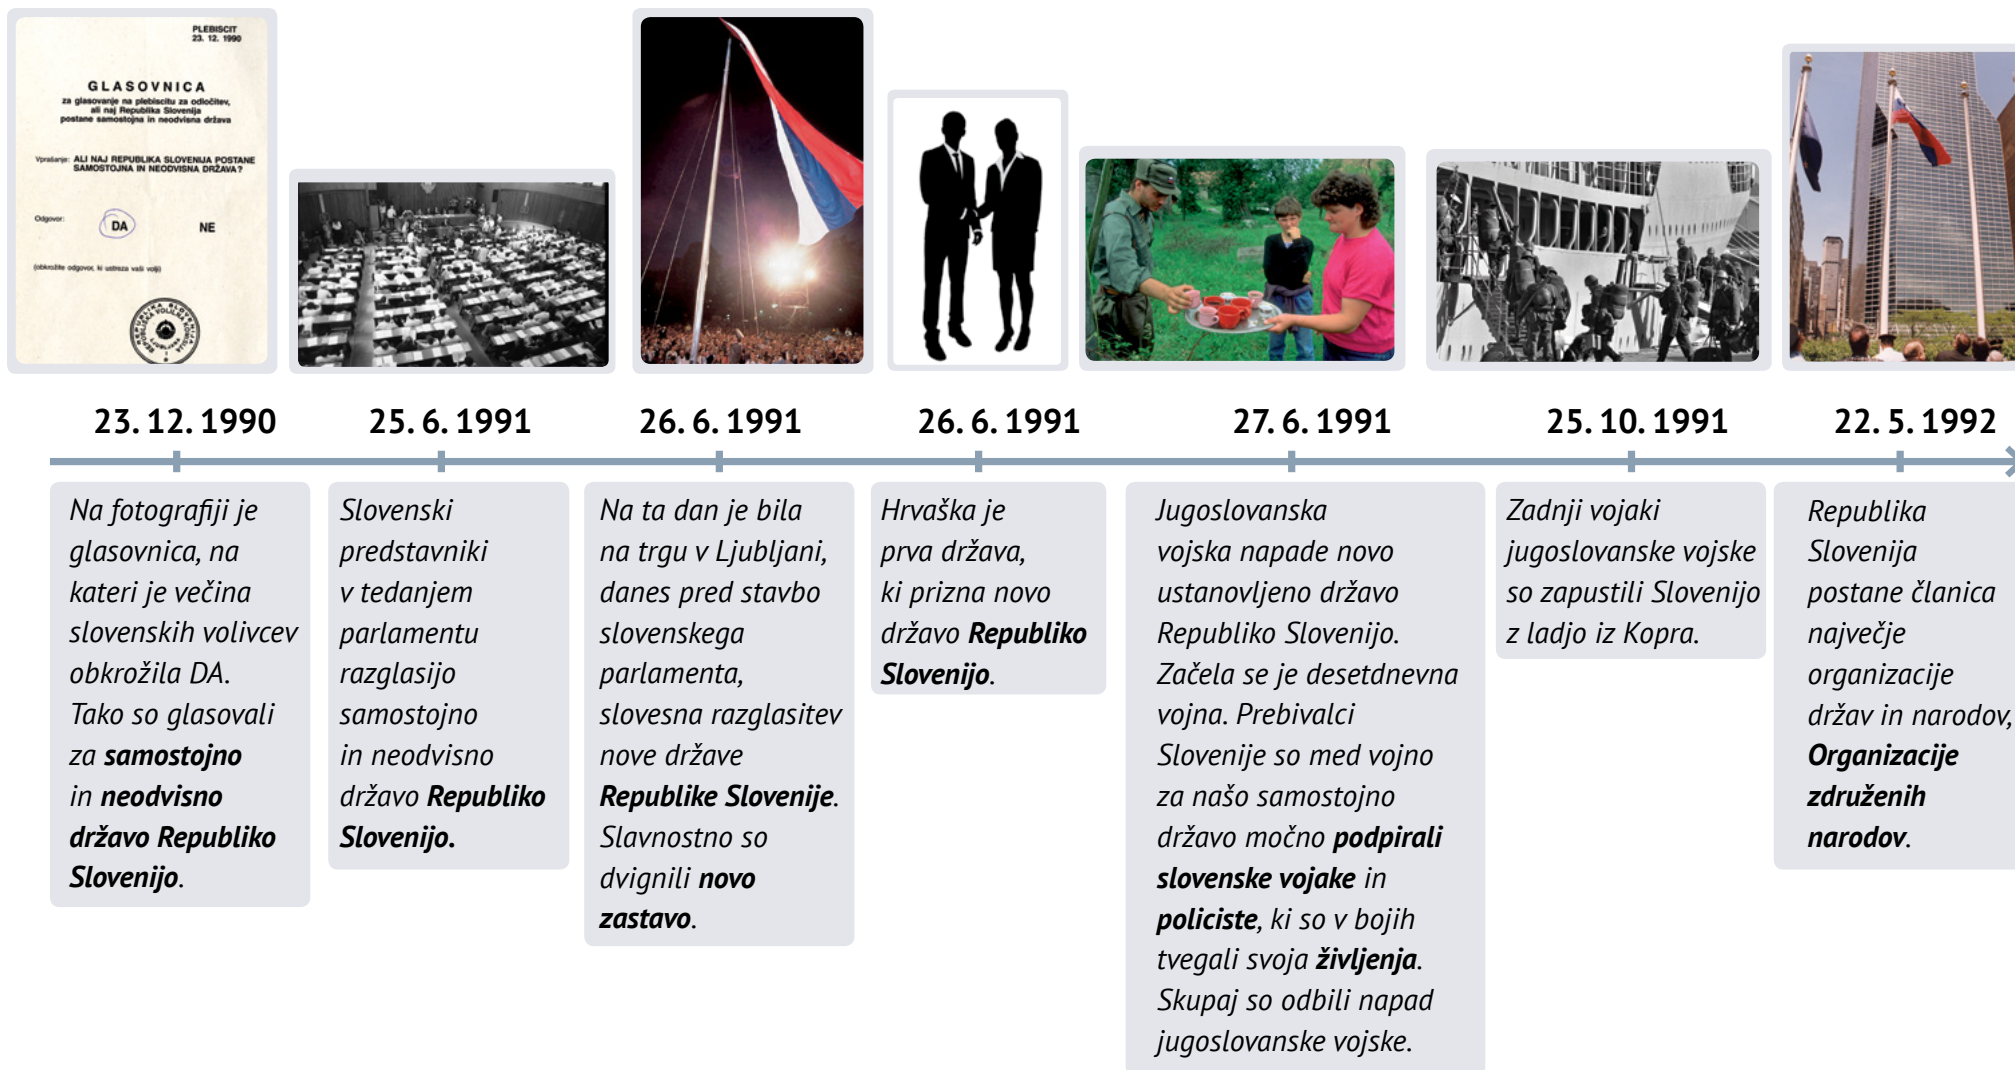 PLEBISCIT
23. 12. 1990
GLASOVNICA
za glasovanje na plebiscitu za odločitev,
ali naj Republika Slovenija
postane samostojna in neodvisna država
Vprašanje: ALI NAJ REPUBLIKA SLOVENIJA POSTANE
SAMOSTOJNA IN NEODVISNA DRŽAVA?
Odgovor: DA NE
(obkrožite odgovor, ki ustreza vaši volji)
REPUBLIKA SLOVENIJA
REPUBLIŠKA VOLILNA KOMISIJA
23. 12. 1990
Na fotografiji je
glasovnica, na
kateri je večina
slovenskih volivcev
obkrožila DA.
Tako so glasovali
za samostojno
in neodvisno
državo Republiko
Slovenijo.
25. 6. 1991
Slovenski
predstavniki
v tedanjem
parlamentu
razglasijo
samostojno
in neodvisno
državo Republiko
Slovenijo.
26. 6. 1991
Na ta dan je bila
na trgu v Ljubljani,
danes pred stavbo
slovenskega
parlamenta,
slovesna razglasitev
nove države
Republike Slovenije.
Slavnostno so
dvignili novo
zastavo.
26. 6. 1991
Hrvaška je
prva država,
ki prizna novo
državo Republiko
Slovenijo.
27. 6. 1991
Jugoslovanska
vojska napade novo
ustanovljeno državo
Republiko Slovenijo.
Začela se je desetdnevna
vojna. Prebivalci
Slovenije so med vojno
za našo samostojno
državo močno podpirali
slovenske vojake in
policiste, ki so v bojih
tvegali svoja življenja.
Skupaj so odbili napad
jugoslovanske vojske.
25. 10. 1991
Zadnji vojaki
jugoslovanske vojske
so zapustili Slovenijo
z ladjo iz Kopra.
22. 5. 1992
Republika
Slovenija
postane članica
največje
organizacije
držav in narodov,
Organizacije
združenih
narodov.